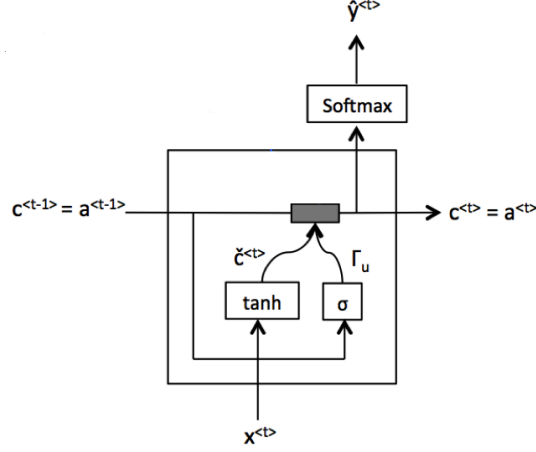 ŷ<t>
Softmax
c<t-1> = a<t-1>
c<t> = a<t>
č<t>
Γu
tanh
σ
x<t>